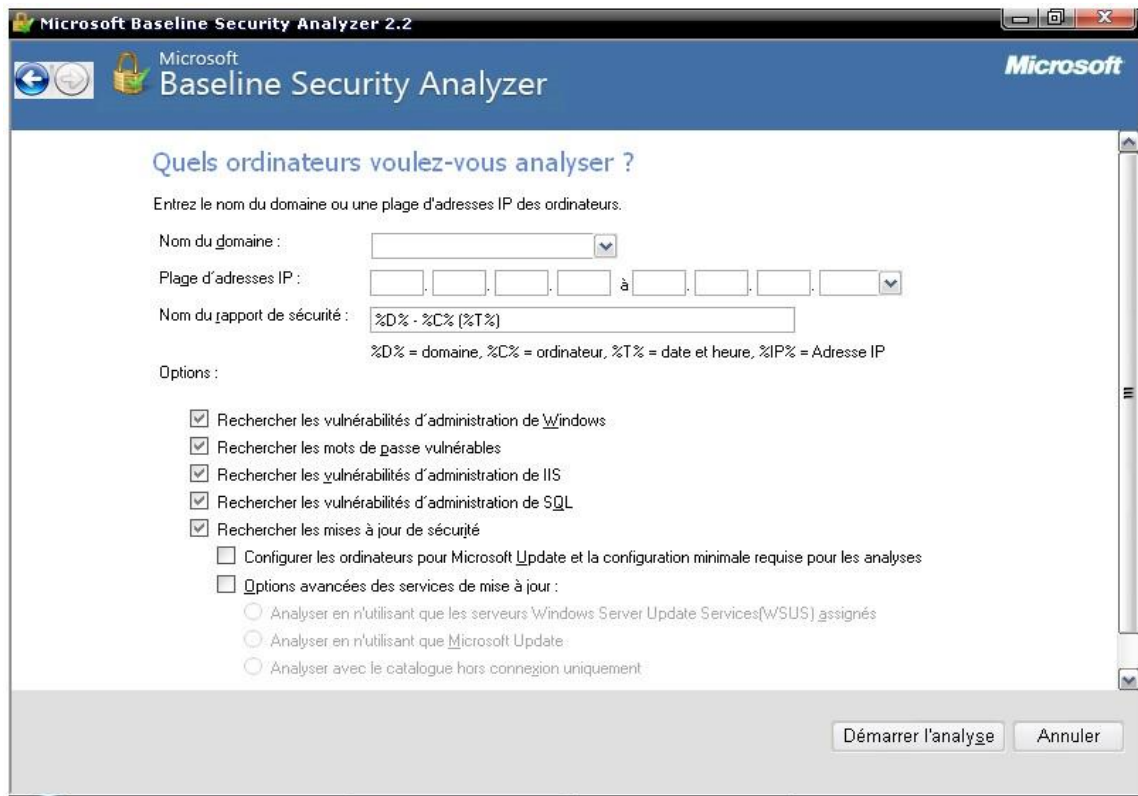 Microsoft Baseline Security Analyzer 2.2
Microsoft
Baseline Security Analyzer
Microsoft
Quels ordinateurs voulez-vous analyser ?
Entrez le nom du domaine ou une plage d'adresses IP des ordinateurs.
Nom du domaine :
Plage d´adresses IP : . . . à . . .
Nom du rapport de sécurité : %D% - %C% (%T%)
%D% = domaine, %C% = ordinateur, %T% = date et heure, %IP% = Adresse IP
Options :
Rechercher les vulnérabilités d´administration de Windows
Rechercher les mots de passe vulnérables
Rechercher les vulnérabilités d´administration de IIS
Rechercher les vulnérabilités d´administration de SQL
Rechercher les mises à jour de sécurité
Configurer les ordinateurs pour Microsoft Update et la configuration minimale requise pour les analyses
Options avancées des services de mise à jour :
Analyser en n'utilisant que les serveurs Windows Server Update Services(WSUS) assignés
Analyser en n'utilisant que Microsoft Update
Analyser avec le catalogue hors connexion uniquement
Démarrer l'analyse Annuler